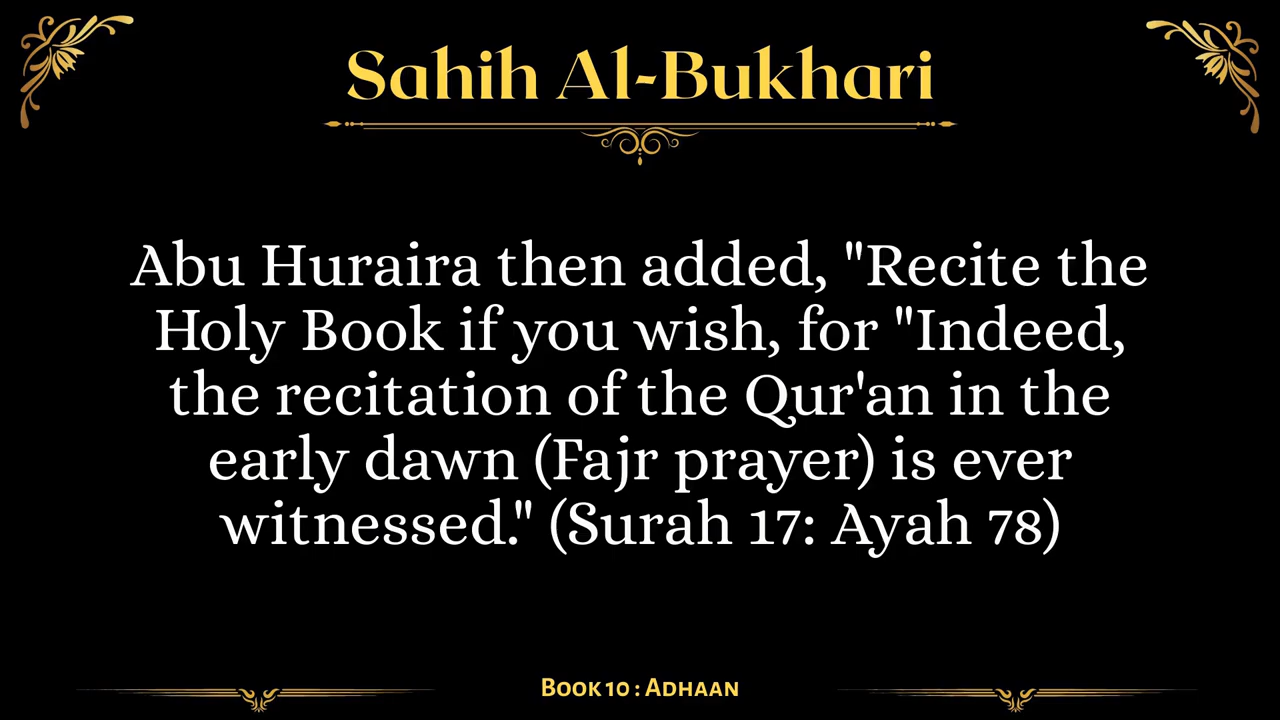 Sahih Al-Bukhari
Abu Huraira then added, "Recite the
Holy Book if you wish, for "Indeed,
the recitation of the Qur'an in the
early dawn (Fajr prayer) is ever
witnessed." (Surah 17: Ayah 78)
Book 10 : Adhaan